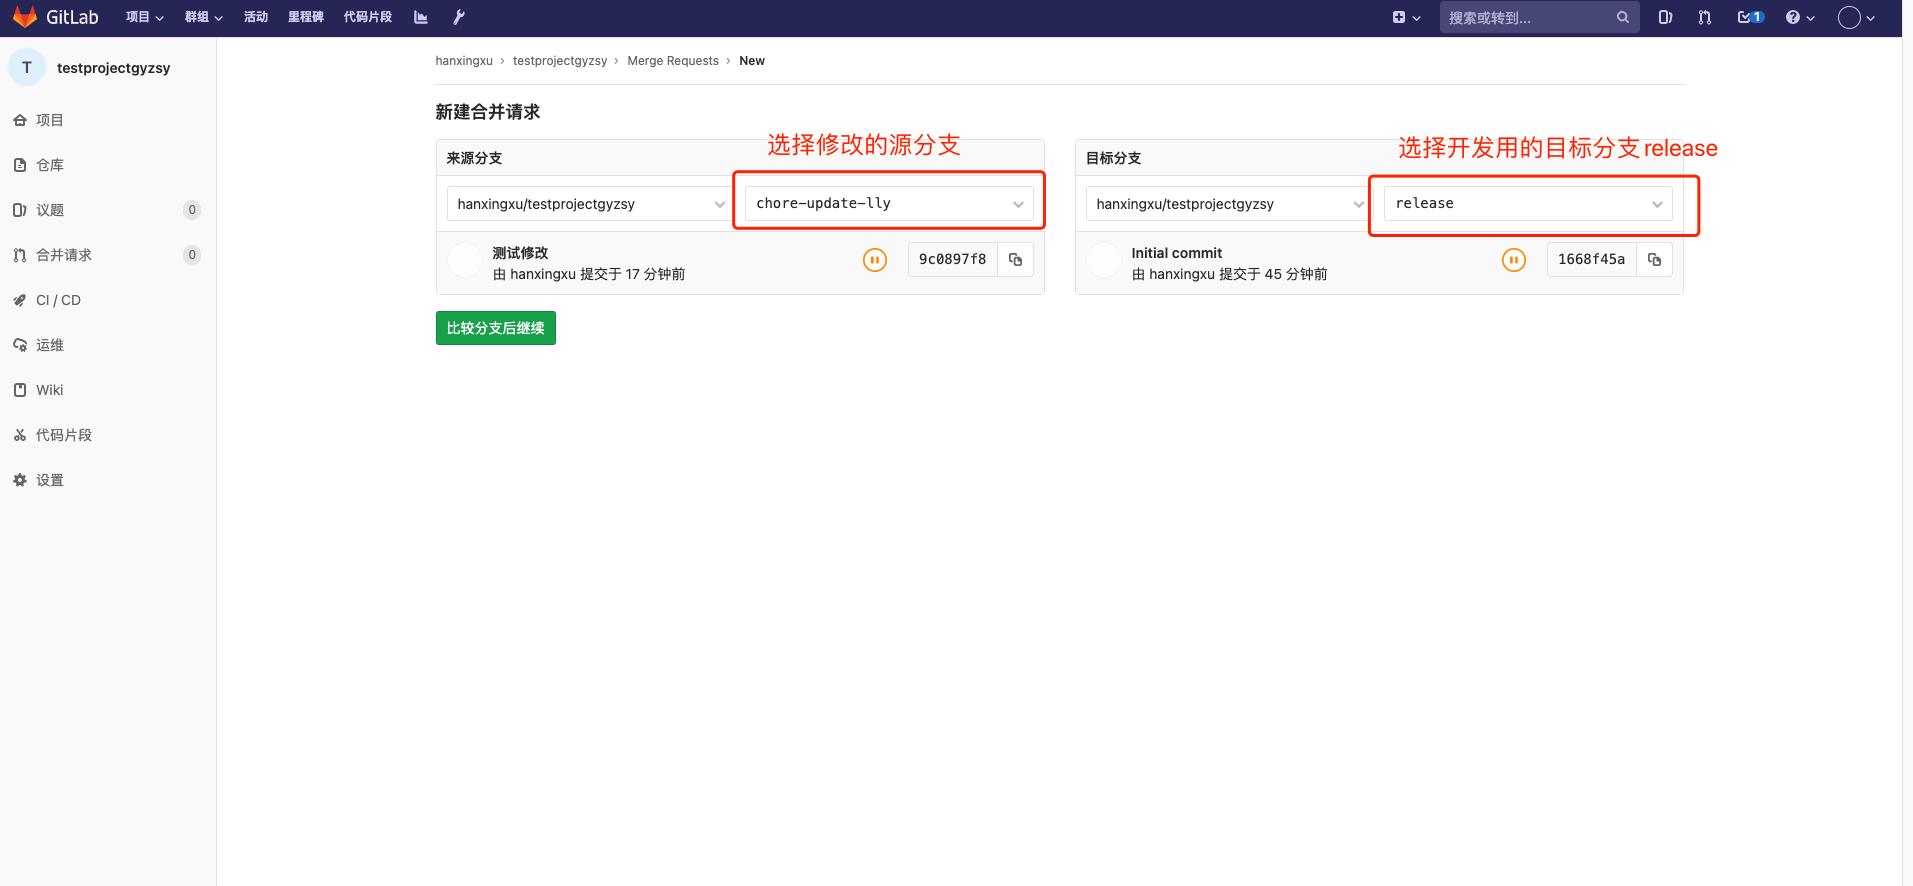 GitLab 项目 群组 活动 里程碑 代码片段 搜索或转到... 1
T testprojectgyzsy
项目
仓库
议题 0
合并请求 0
CI / CD
运维
Wiki
代码片段
设置
hanxingxu › testprojectgyzsy › Merge Requests › New
新建合并请求
选择修改的源分支
来源分支
hanxingxu/testprojectgyzsy chore-update-lly
测试修改
由 hanxingxu 提交于 17 分钟前
9c0897f8
选择开发用的目标分支release
目标分支
hanxingxu/testprojectgyzsy release
Initial commit
由 hanxingxu 提交于 45 分钟前
1668f45a
比较分支后继续